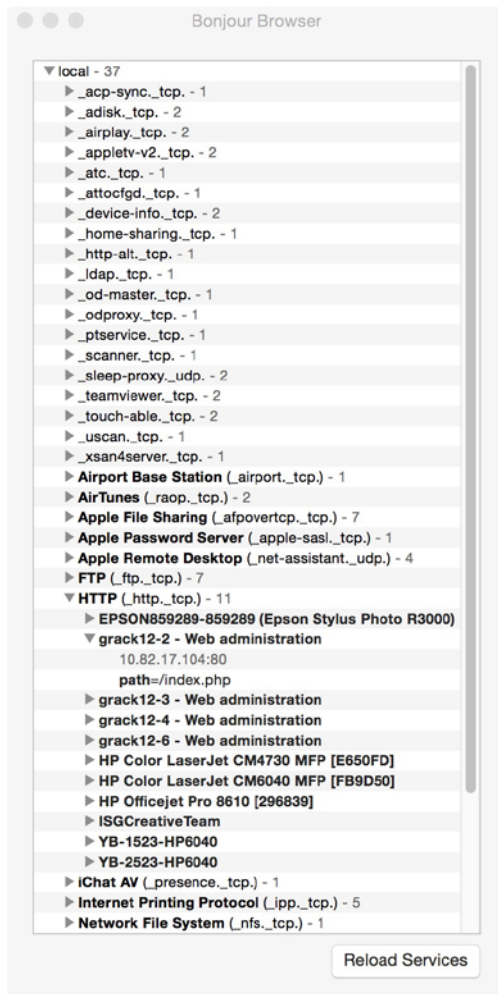 Bonjour Browser
local - 37
_acp-sync._tcp. - 1
_adisk._tcp. - 2
_airplay._tcp. - 2
_appletv-v2._tcp. - 2
_atc._tcp. - 1
_attocfgd._tcp. - 1
_device-info._tcp. - 2
_home-sharing._tcp. - 1
_http-alt._tcp. - 1
_ldap._tcp. - 1
_od-master._tcp. - 1
_odproxy._tcp. - 1
_ptservice._tcp. - 1
_scanner._tcp. - 1
_sleep-proxy._udp. - 2
_teamviewer._tcp. - 2
_touch-able._tcp. - 2
_uscan._tcp. - 1
_xsan4server._tcp. - 1
Airport Base Station (_airport._tcp.) - 1
AirTunes (_raop._tcp.) - 2
Apple File Sharing (_afpovertcp._tcp.) - 7
Apple Password Server (_apple-sasl._tcp.) - 1
Apple Remote Desktop (_net-assistant._udp.) - 4
FTP (_ftp._tcp.) - 7
HTTP (_http._tcp.) - 11
EPSON859289-859289 (Epson Stylus Photo R3000)
grack12-2 - Web administration
10.82.17.104:80
path=/index.php
grack12-3 - Web administration
grack12-4 - Web administration
grack12-6 - Web administration
HP Color LaserJet CM4730 MFP [E650FD]
HP Color LaserJet CM6040 MFP [FB9D50]
HP Officejet Pro 8610 [296839]
ISGCreativeTeam
YB-1523-HP6040
YB-2523-HP6040
iChat AV (_presence._tcp.) - 1
Internet Printing Protocol (_ipp._tcp.) - 5
Network File System (_nfs._tcp.) - 1
Reload Services